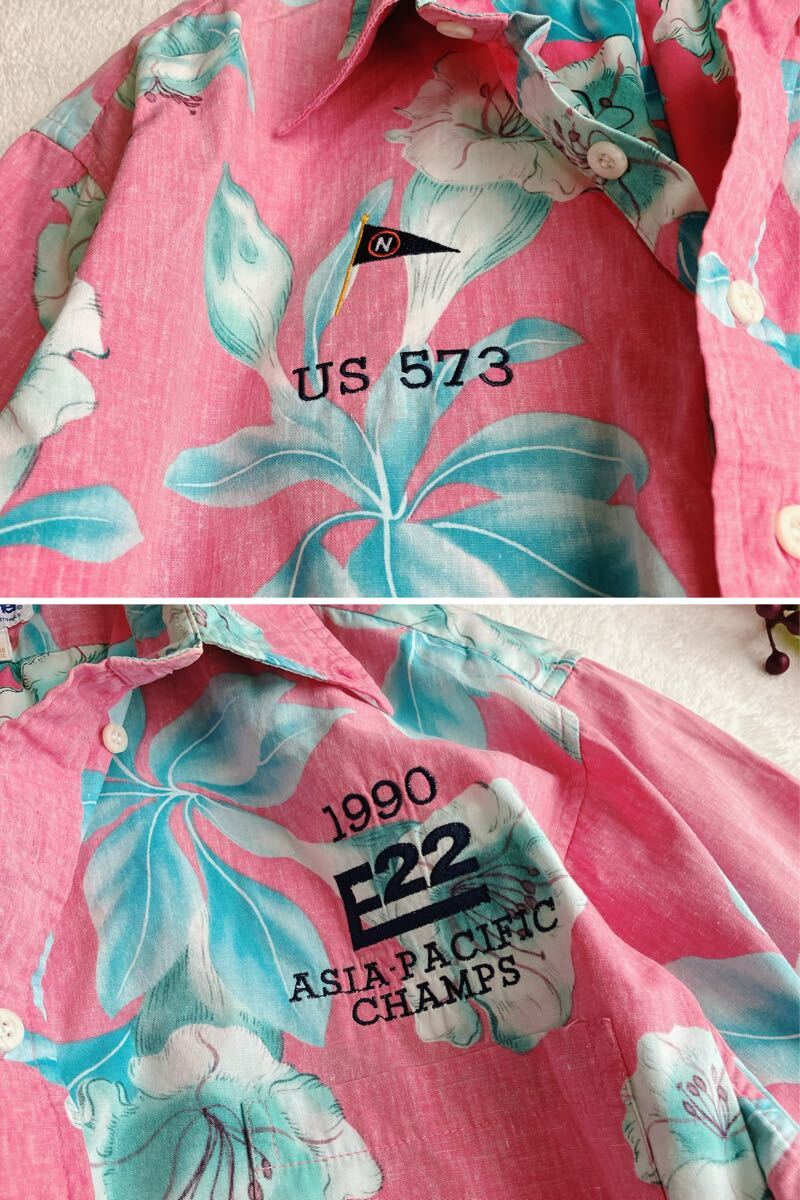 N
US 573
1990
E22
ASIA·PACIFIC
CHAMPS